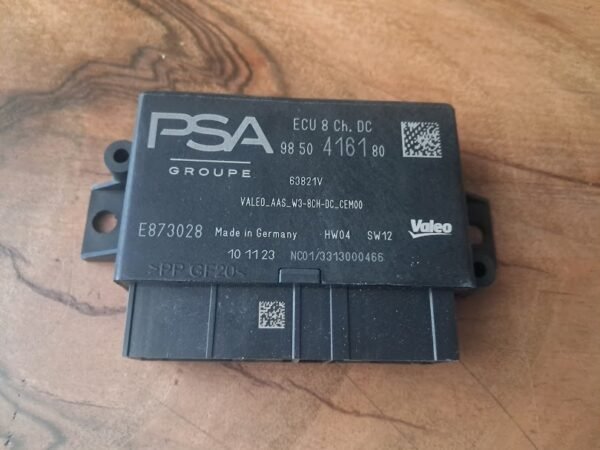 PSA
GROUPE
ECU 8 Ch. DC
98 50 4161 80
63821V
VALEO_AAS_W3-8CH-DC_CEM00
E873028 Made in Germany HW04 SW12 Valeo
10 11 23 NC01/3313000466
>PP GF20<